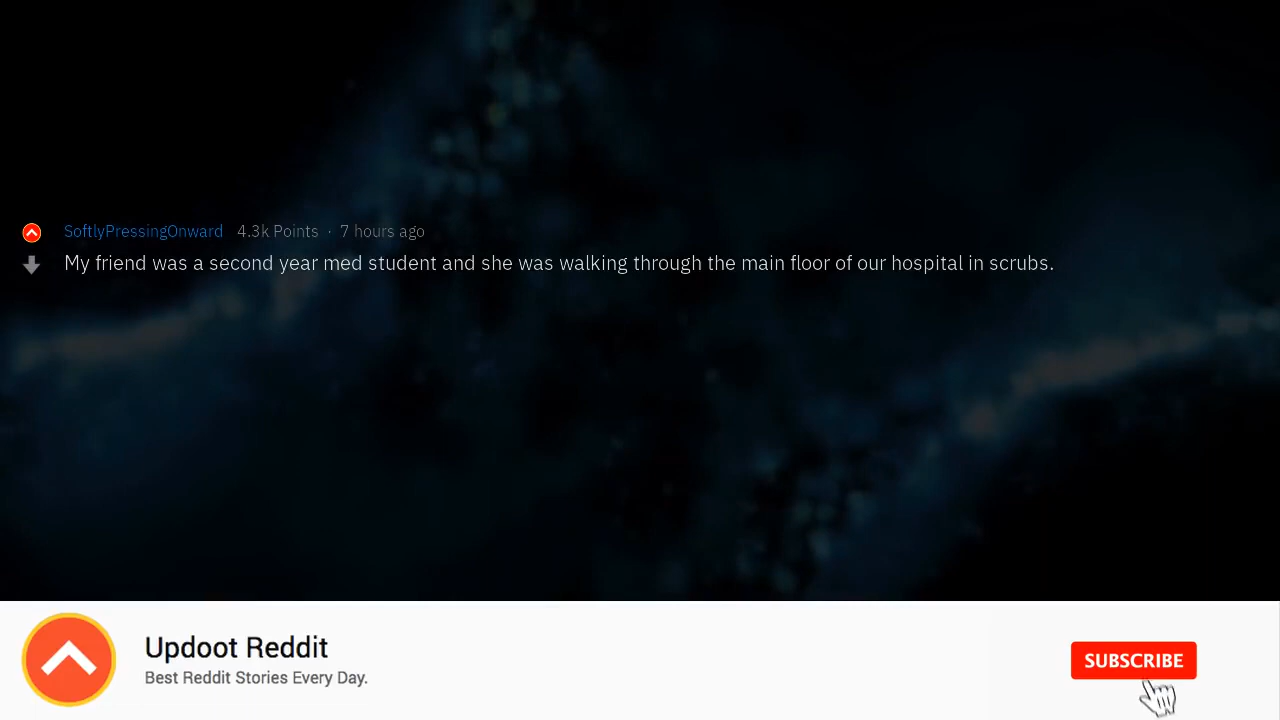 SoftlyPressingOnward 4.3k Points · 7 hours ago
My friend was a second year med student and she was walking through the main floor of our hospital in scrubs.
Updoot Reddit
Best Reddit Stories Every Day.
SUBSCRIBE